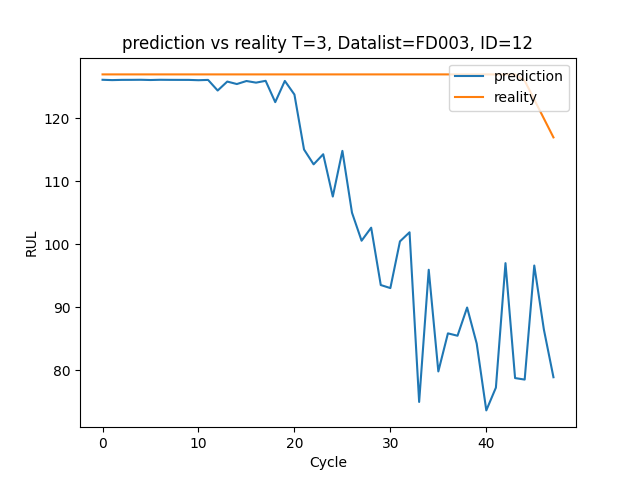 prediction vs reality T=3, Datalist=FD003, ID=12
prediction
reality
120
110
100
90
80
RUL
0 10 20 30 40
Cycle